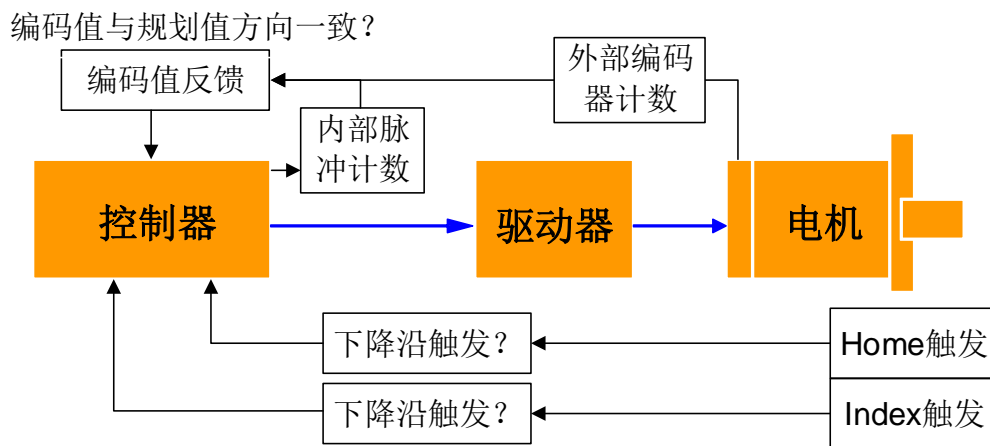 编码值与规划值方向一致？
编码值反馈
外部编码
器计数
内部脉
冲计数
控制器
驱动器
电机
下降沿触发？
Home触发
下降沿触发？
Index触发